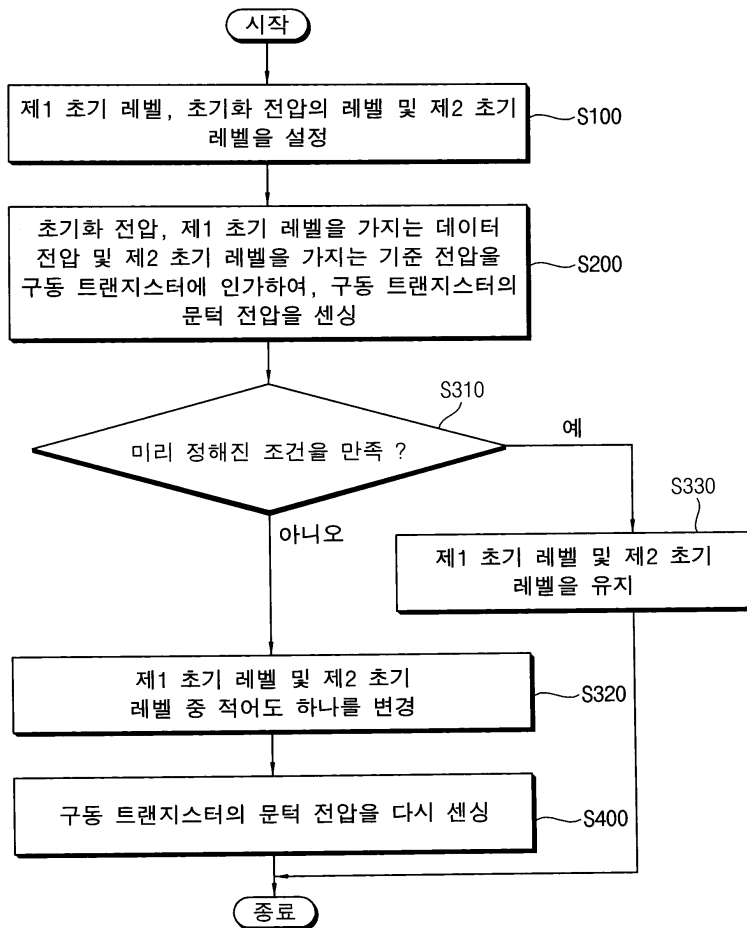 시작
제1 초기 레벨, 초기화 전압의 레벨 및 제2 초기
레벨을 설정
S100
초기화 전압, 제1 초기 레벨을 가지는 데이터
전압 및 제2 초기 레벨을 가지는 기준 전압을
구동 트랜지스터에 인가하여, 구동 트랜지스터의
문턱 전압을 센싱
S200
S310
미리 정해진 조건을 만족 ?
예
아니오
S330
제1 초기 레벨 및 제2 초기
레벨을 유지
제1 초기 레벨 및 제2 초기
레벨 중 적어도 하나를 변경
S320
구동 트랜지스터의 문턱 전압을 다시 센싱
S400
종료